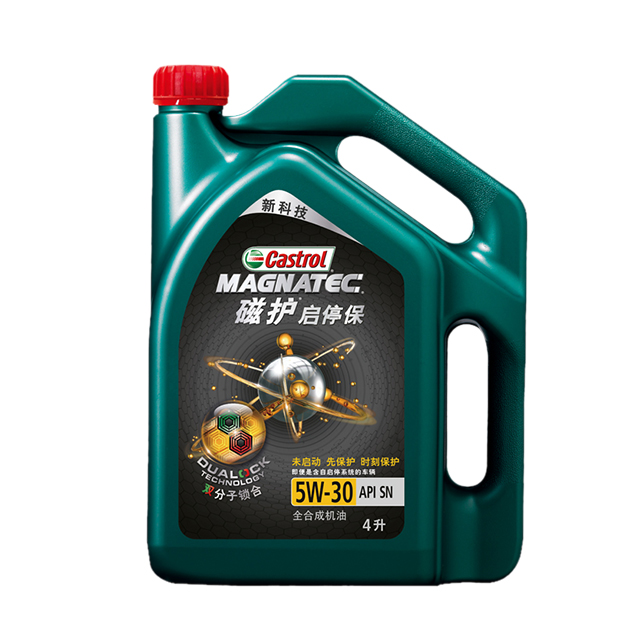 新科技
Castrol
MAGNATEC
磁护 启停保
DUALOCK
TECHNOLOGY
双分子锁合
未启动 先保护 时刻保护
即便是含自启停系统的车辆
5W-30 API SN
全合成机油
4升